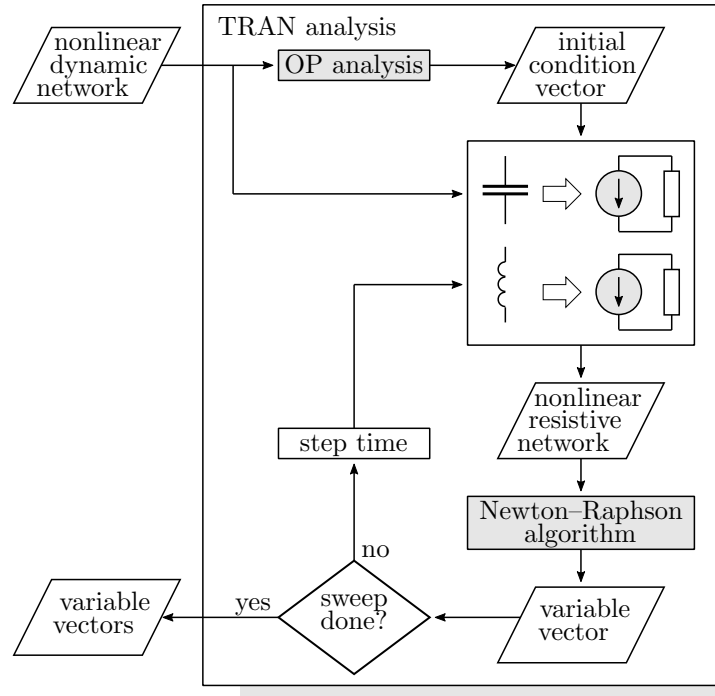 TRAN analysis
nonlinear
dynamic
network
OP analysis
initial
condition
vector
nonlinear
resistive
network
step time
Newton–Raphson
algorithm
no
yes
sweep
done?
variable
vector
variable
vectors